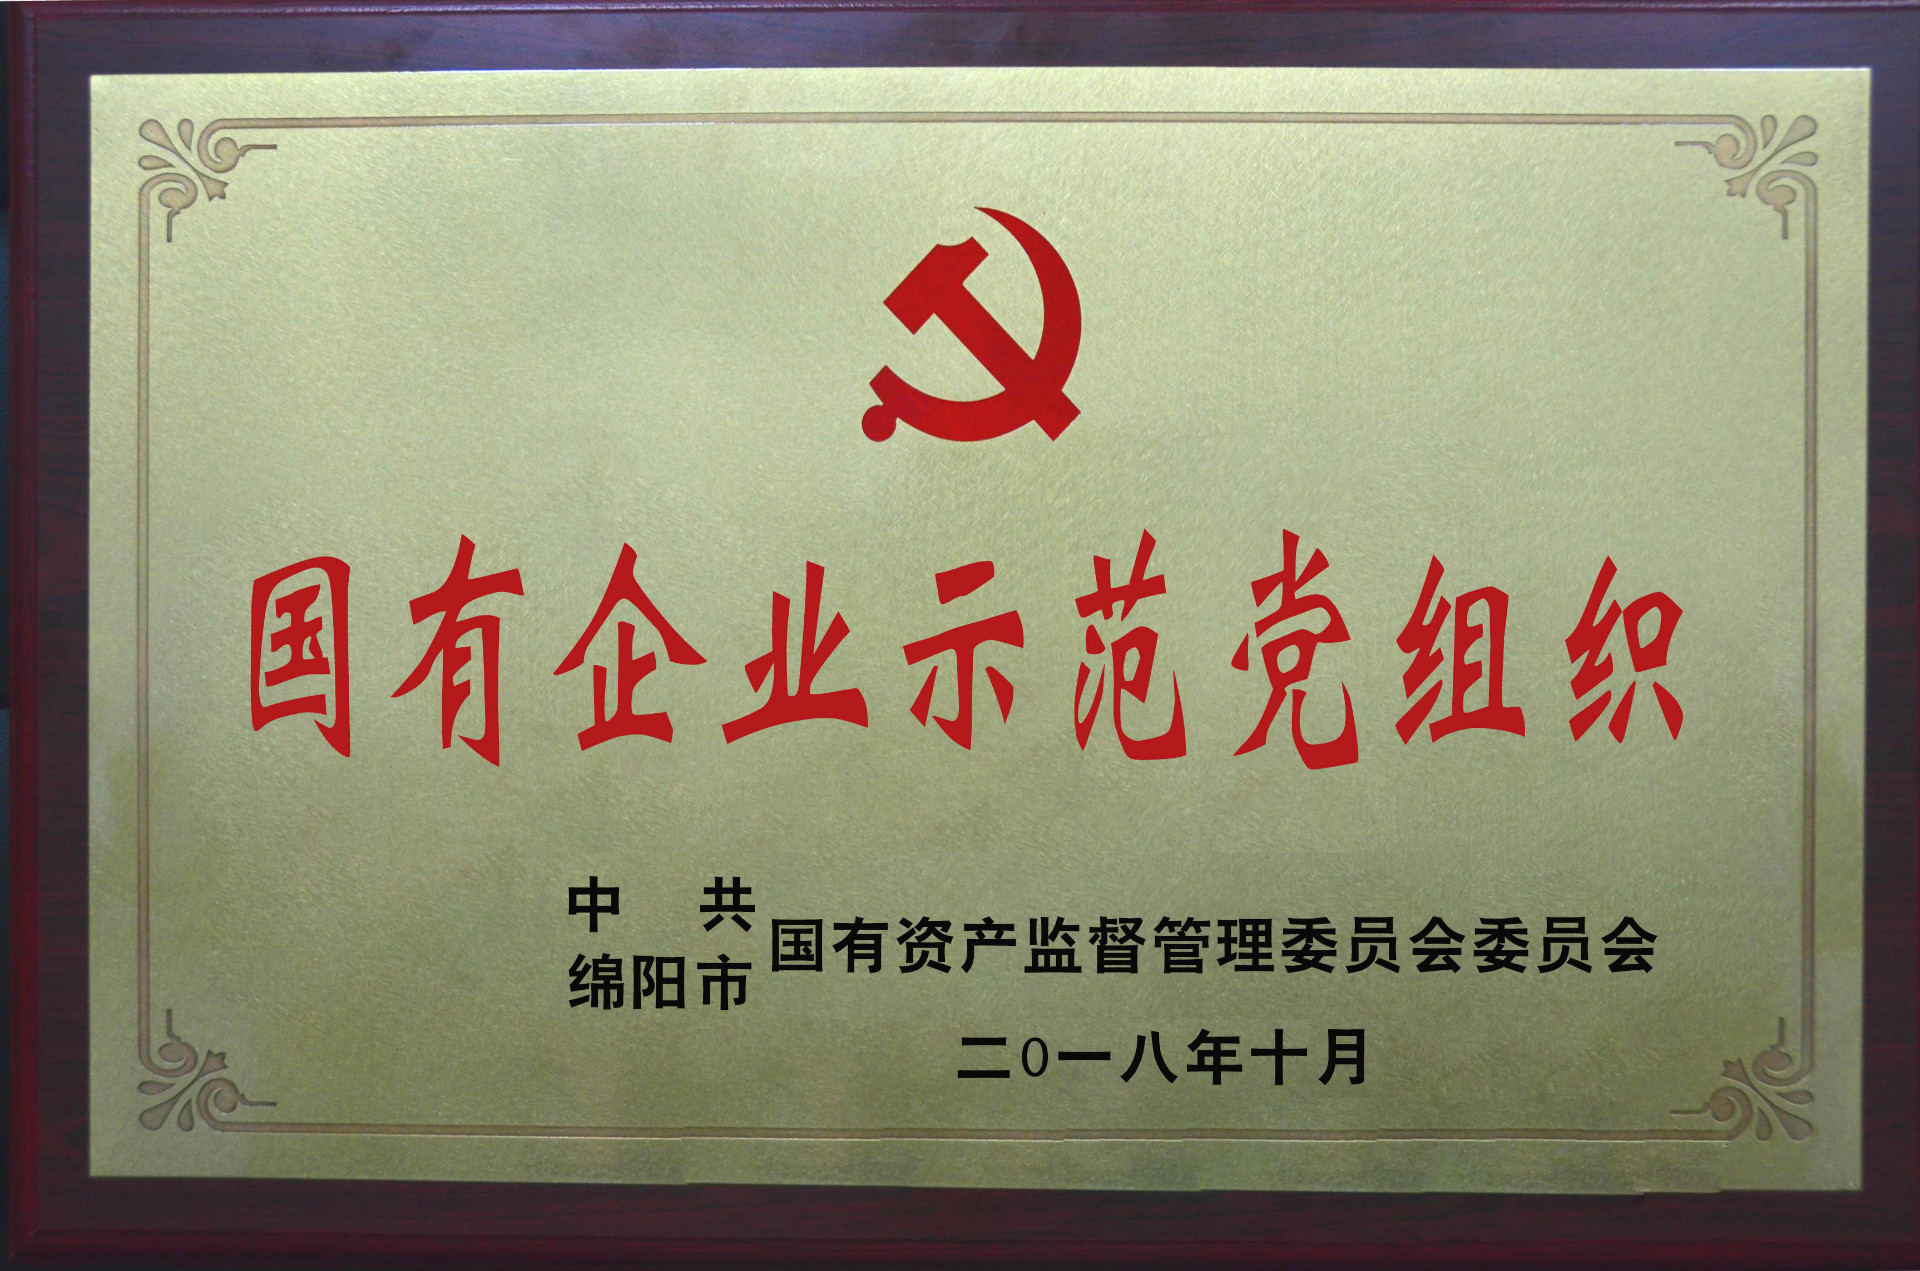 国有企业示范党组织
中共
绵阳市
国有资产监督管理委员会委员会
二0一八年十月